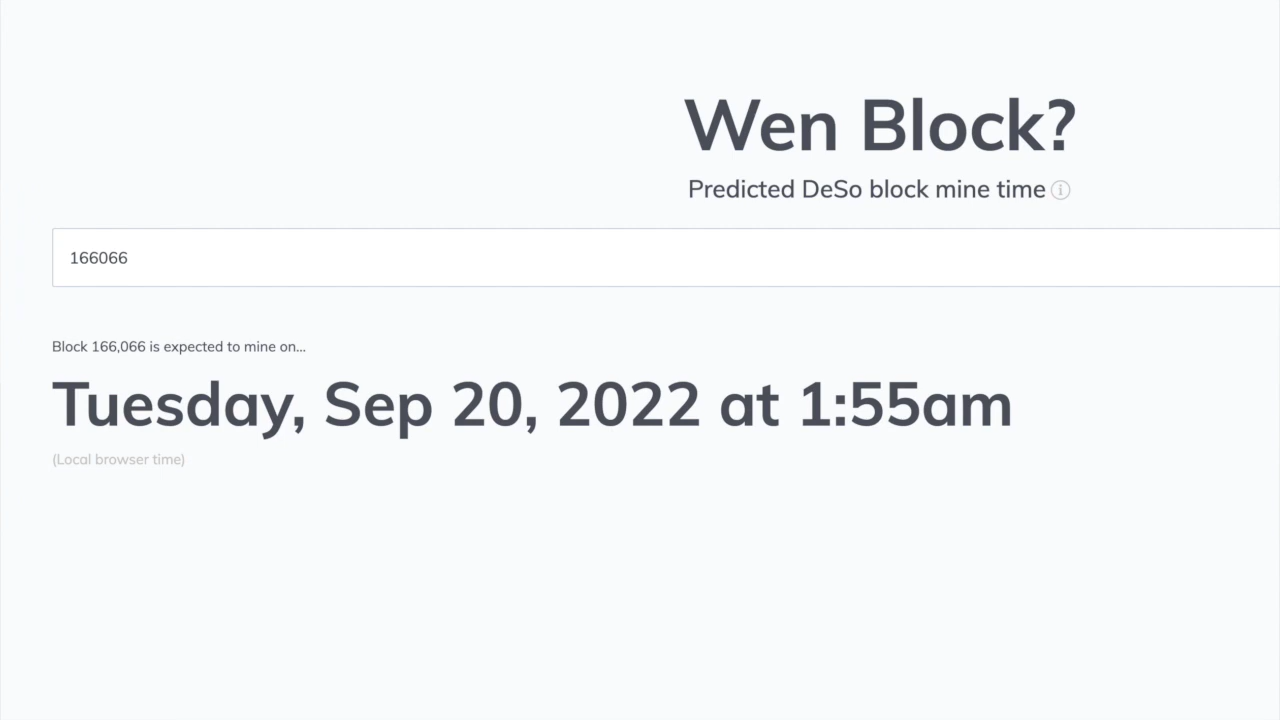 Wen Block?
Predicted DeSo block mine time
166066
Block 166,066 is expected to mine on...
Tuesday, Sep 20, 2022 at 1:55am
(Local browser time)